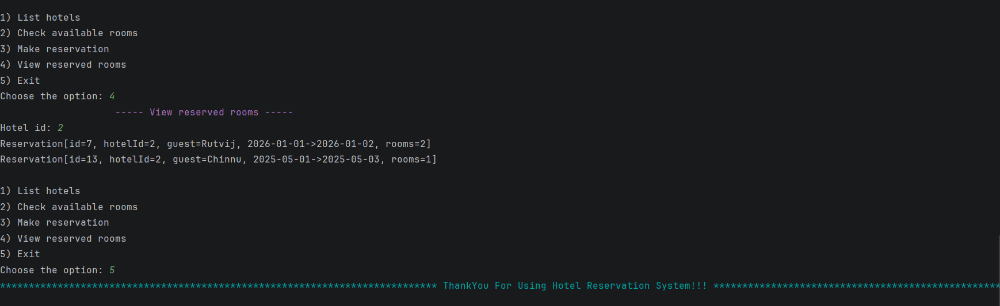 1) List hotels
2) Check available rooms
3) Make reservation
4) View reserved rooms
5) Exit
Choose the option: 4
----- View reserved rooms -----
Hotel id: 2
Reservation[id=7, hotelId=2, guest=Rutvij, 2026-01-01->2026-01-02, rooms=2]
Reservation[id=13, hotelId=2, guest=Chinnu, 2025-05-01->2025-05-03, rooms=1]
1) List hotels
2) Check available rooms
3) Make reservation
4) View reserved rooms
5) Exit
Choose the option: 5
**************************************************************************** ThankYou For Using Hotel Reservation System!!! **************************************************